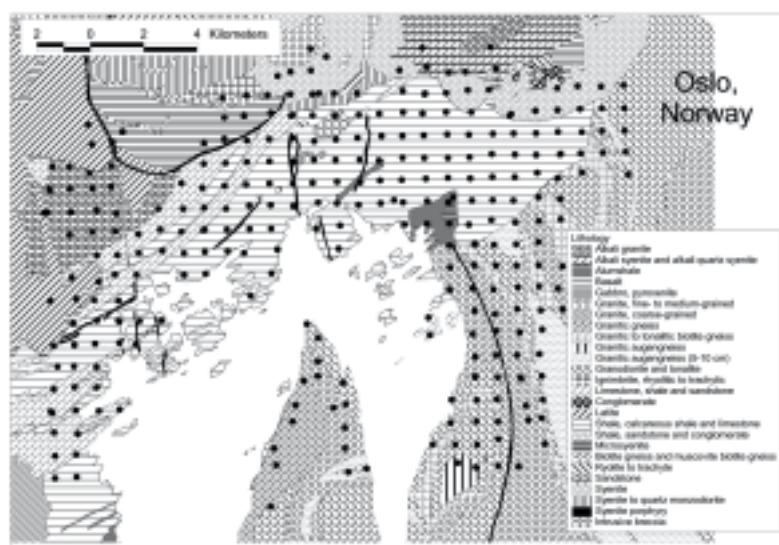 2 0 2 4 Kilometers
Oslo,
Norway
Lithology
Alkali granite
Alkali syenite and alkali quartz syenite
Alumshale
Basalt
Gabbro, pyroxenite
Granite, fine- to medium-grained
Granite, coarse-grained
Granitic gneiss
Granitic to tonalitic biotite gneiss
Granitic augengneiss
Granitic augengneiss (5-10 cm)
Granodiorite and tonalite
Ignimbrite, rhyolitic to trachytic
Limestone, shale and sandstone
Conglomerate
Latite
Shale, calcareous shale and limestone
Shale, sandstone and conglomerate
Microsyenite
Biotite gneiss and muscovite biotite gneiss
Ryolite to trachyte
Sandstone
Syenite
Syenite to quartz monzodiorite
Syenite porphyry
Intrusive breccia